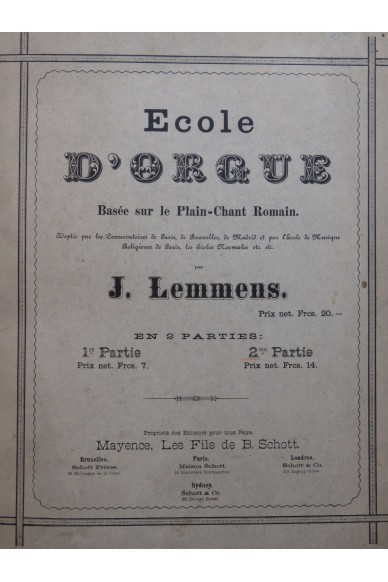 Ecole
D'ORGUE
Basée sur le Plain-Chant Romain.
Adoptée par les Conservatoires de Paris, de Bruxelles, de Madrid et par l'Ecole de Musique
Religieuse de Paris, les Ecoles Normales etc. etc.
par
J. Lemmens.
Prix net. Frcs. 20.—
EN 2 PARTIES:
1re Partie
Prix net. Frcs. 7.
2me Partie
Prix net. Frcs. 14.
Propriété des Editeurs pour tous Pays.
Mayence, Les Fils de B. Schott.
Bruxelles.
Schott Frères.
Paris.
Maison Schott.
Londres.
Schott & Co.
Sydney.
Schott & Co.